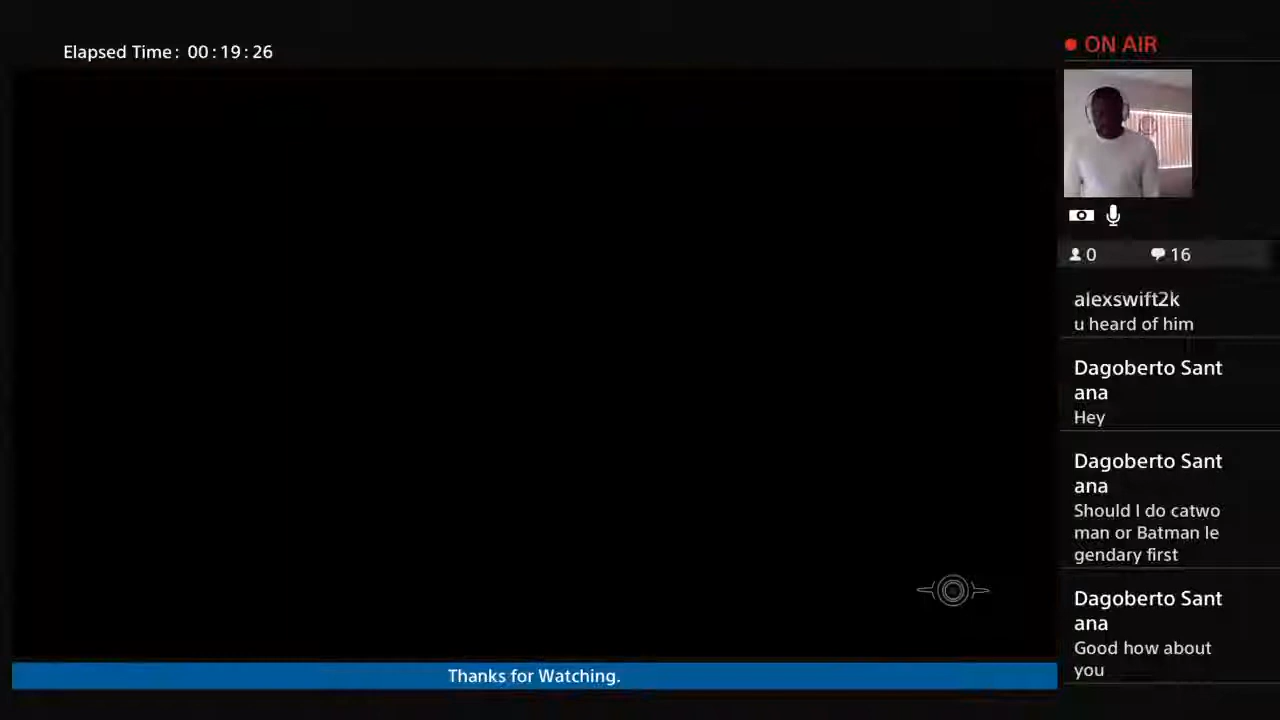 Elapsed Time: 00:19:26
ON AIR
0 16
alexswift2k
u heard of him
Dagoberto Sant
ana
Hey
Dagoberto Sant
ana
Should I do catwo
man or Batman le
gendary first
Dagoberto Sant
ana
Good how about
you
Thanks for Watching.